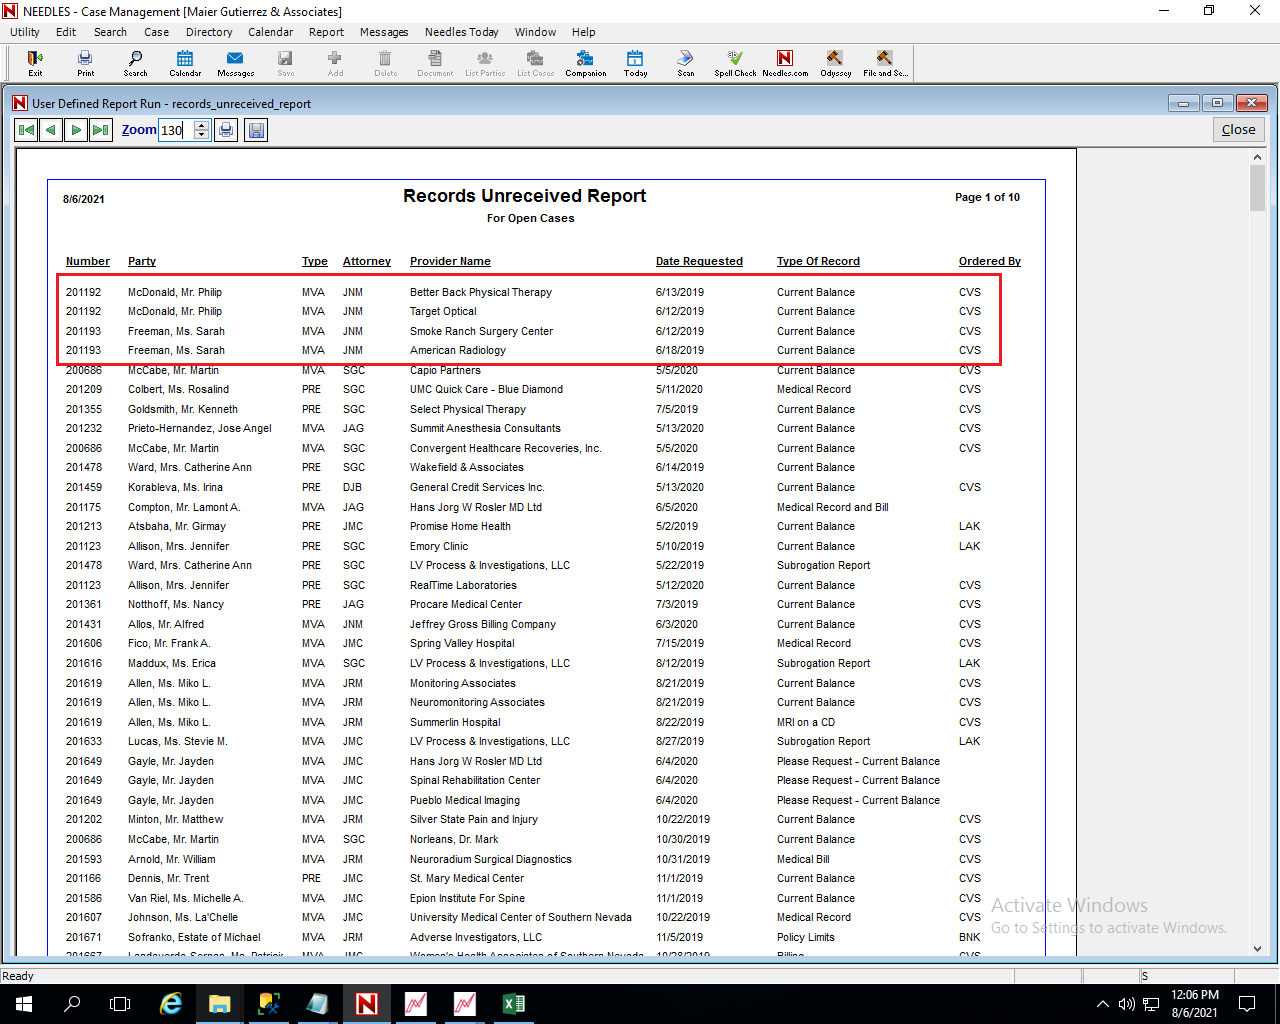 NEEDLES - Case Management [Maier Gutierrez & Associates]
Utility Edit Search Case Directory Calendar Report Messages Needles Today Window Help
Exit Print Search Calendar Messages Save Add Delete Document List Parties List Cases Companion Today Scan Spell Check Needles.com Odyssey File and Se...
User Defined Report Run - records_unreceived_report
Zoom 130 Close
8/6/2021 Records Unreceived Report Page 1 of 10
For Open Cases
Number Party Type Attorney Provider Name Date Requested Type Of Record Ordered By
201192 McDonald, Mr. Philip MVA JNM Better Back Physical Therapy 6/13/2019 Current Balance CVS
201192 McDonald, Mr. Philip MVA JNM Target Optical 6/12/2019 Current Balance CVS
201193 Freeman, Ms. Sarah MVA JNM Smoke Ranch Surgery Center 6/12/2019 Current Balance CVS
201193 Freeman, Ms. Sarah MVA JNM American Radiology 6/18/2019 Current Balance CVS
200686 McCabe, Mr. Martin MVA SGC Capio Partners 5/5/2020 Current Balance CVS
201209 Colbert, Ms. Rosalind PRE SGC UMC Quick Care - Blue Diamond 5/11/2020 Medical Record CVS
201355 Goldsmith, Mr. Kenneth PRE SGC Select Physical Therapy 7/5/2019 Current Balance CVS
201232 Prieto-Hernandez, Jose Angel MVA JAG Summit Anesthesia Consultants 5/13/2020 Current Balance CVS
200686 McCabe, Mr. Martin MVA SGC Convergent Healthcare Recoveries, Inc. 5/5/2020 Current Balance CVS
201478 Ward, Mrs. Catherine Ann PRE SGC Wakefield & Associates 6/14/2019 Current Balance
201459 Korableva, Ms. Irina PRE DJB General Credit Services Inc. 5/13/2020 Current Balance CVS
201175 Compton, Mr. Lamont A. MVA JAG Hans Jorg W Rosler MD Ltd 6/5/2020 Medical Record and Bill
201213 Atsbaha, Mr. Girmay PRE JMC Promise Home Health 5/2/2019 Current Balance LAK
201123 Allison, Mrs. Jennifer PRE SGC Emory Clinic 5/10/2019 Current Balance LAK
201478 Ward, Mrs. Catherine Ann PRE SGC LV Process & Investigations, LLC 5/22/2019 Subrogation Report
201123 Allison, Mrs. Jennifer PRE SGC RealTime Laboratories 5/12/2020 Current Balance CVS
201361 Notthoff, Ms. Nancy PRE JAG Procare Medical Center 7/3/2019 Current Balance CVS
201431 Allos, Mr. Alfred MVA JNM Jeffrey Gross Billing Company 6/3/2020 Current Balance CVS
201606 Fico, Mr. Frank A. MVA JMC Spring Valley Hospital 7/15/2019 Medical Record CVS
201616 Maddux, Ms. Erica MVA SGC LV Process & Investigations, LLC 8/12/2019 Subrogation Report LAK
201619 Allen, Ms. Miko L. MVA JRM Monitoring Associates 8/21/2019 Current Balance CVS
201619 Allen, Ms. Miko L. MVA JRM Neuromonitoring Associates 8/21/2019 Current Balance CVS
201619 Allen, Ms. Miko L. MVA JRM Summerlin Hospital 8/22/2019 MRI on a CD CVS
201633 Lucas, Ms. Stevie M. MVA JMC LV Process & Investigations, LLC 8/27/2019 Subrogation Report LAK
201649 Gayle, Mr. Jayden MVA JMC Hans Jorg W Rosler MD Ltd 6/4/2020 Please Request - Current Balance
201649 Gayle, Mr. Jayden MVA JMC Spinal Rehabilitation Center 6/4/2020 Please Request - Current Balance
201649 Gayle, Mr. Jayden MVA JMC Pueblo Medical Imaging 6/4/2020 Please Request - Current Balance
201202 Minton, Mr. Matthew MVA JRM Silver State Pain and Injury 10/22/2019 Current Balance CVS
200686 McCabe, Mr. Martin MVA SGC Norleans, Dr. Mark 10/30/2019 Current Balance CVS
201593 Arnold, Mr. William MVA JRM Neuroradium Surgical Diagnostics 10/31/2019 Medical Bill CVS
201166 Dennis, Mr. Trent PRE JMC St. Mary Medical Center 11/1/2019 Current Balance CVS
201586 Van Riel, Ms. Michelle A. MVA JMC Epion Institute For Spine 11/1/2019 Current Balance CVS
201607 Johnson, Ms. La'Chelle MVA JMC University Medical Center of Southern Nevada 10/22/2019 Medical Record CVS
201671 Sofranko, Estate of Michael MVA JRM Adverse Investigators, LLC 11/5/2019 Policy Limits BNK
201667 MVA JMC Women's Health Associates of Southern Nevada 10/28/2019 Billing CVS
Activate Windows
Go to Settings to activate Windows.
Ready S
12:06 PM
8/6/2021